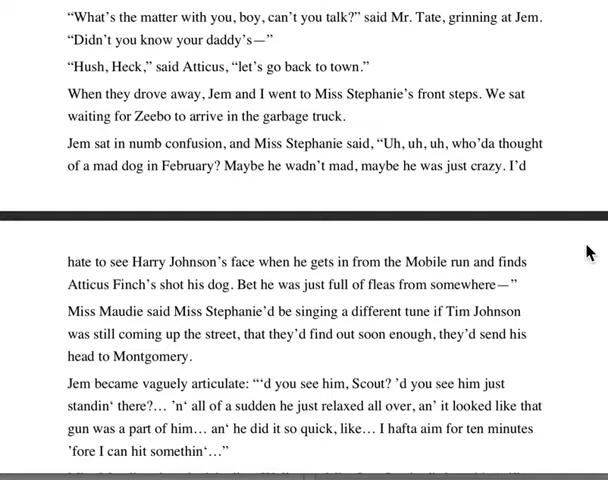 “What’s the matter with you, boy, can’t you talk?” said Mr. Tate, grinning at Jem.
“Didn’t you know your daddy’s—”
“Hush, Heck,” said Atticus, “let’s go back to town.”
When they drove away, Jem and I went to Miss Stephanie’s front steps. We sat
waiting for Zeebo to arrive in the garbage truck.
Jem sat in numb confusion, and Miss Stephanie said, “Uh, uh, uh, who’da thought
of a mad dog in February? Maybe he wadn’t mad, maybe he was just crazy. I’d
hate to see Harry Johnson’s face when he gets in from the Mobile run and finds
Atticus Finch’s shot his dog. Bet he was just full of fleas from somewhere—”
Miss Maudie said Miss Stephanie’d be singing a different tune if Tim Johnson
was still coming up the street, that they’d find out soon enough, they’d send his
head to Montgomery.
Jem became vaguely articulate: “‘d you see him, Scout? ’d you see him just
standin‘ there?… ’n‘ all of a sudden he just relaxed all over, an’ it looked like that
gun was a part of him… an‘ he did it so quick, like… I hafta aim for ten minutes
’fore I can hit somethin‘…”